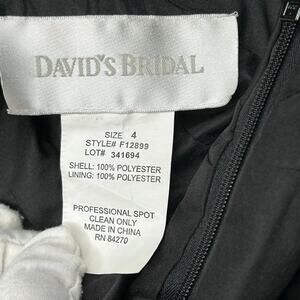 DAVID'S BRIDAL
SIZE 4
STYLE# F12899
LOT# 341694
SHELL: 100% POLYESTER
LINING: 100% POLYESTER
PROFESSIONAL SPOT
CLEAN ONLY
MADE IN CHINA
RN 84270